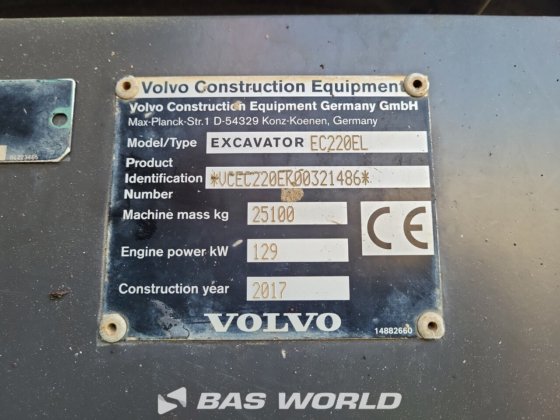 Volvo Construction Equipment
Volvo Construction Equipment Germany GmbH
Max-Planck-Str.1 D-54329 Konz-Koenen, Germany
Model/Type EXCAVATOR EC220EL
Product
Identification *VCEC220EK00321486*
Number
Machine mass kg 25100
Engine power kW 129
Construction year 2017
CE
VOLVO
14882660
BAS WORLD